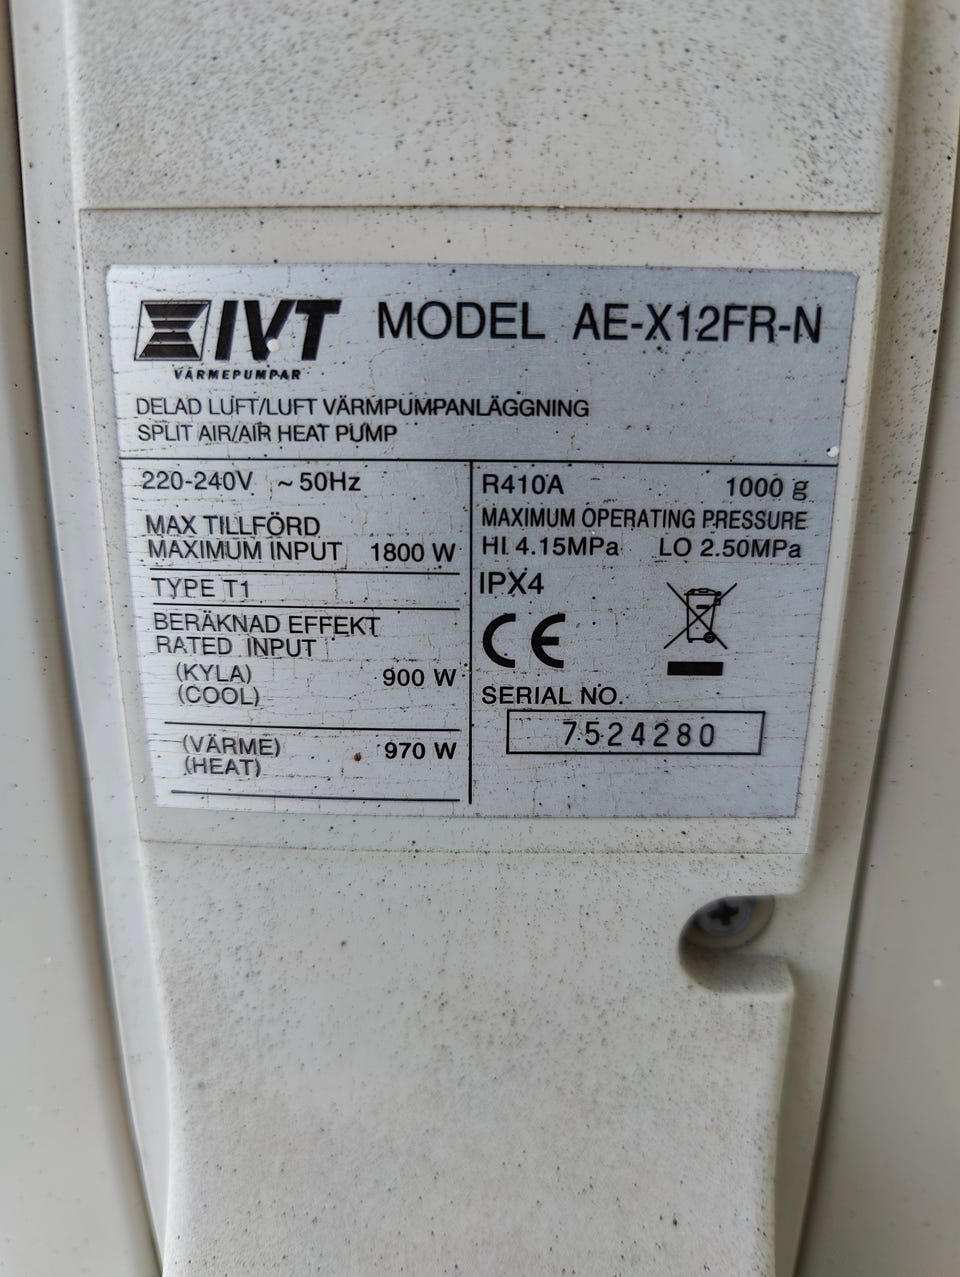 IVT MODEL AE-X12FR-N
VÄRMEPUMPAR
DELAD LUFT/LUFT VÄRMPUMPANLÄGGNING
SPLIT AIR/AIR HEAT PUMP
220-240V ~50Hz
MAX TILLFÖRD
MAXIMUM INPUT 1800 W
TYPE T1
BERÄKNAD EFFEKT
RATED INPUT
(KYLA) 900 W
(COOL)
(VÄRME) 970 W
(HEAT)
R410A 1000 g
MAXIMUM OPERATING PRESSURE
HI 4.15MPa LO 2.50MPa
IPX4
CE
SERIAL NO.
7524280